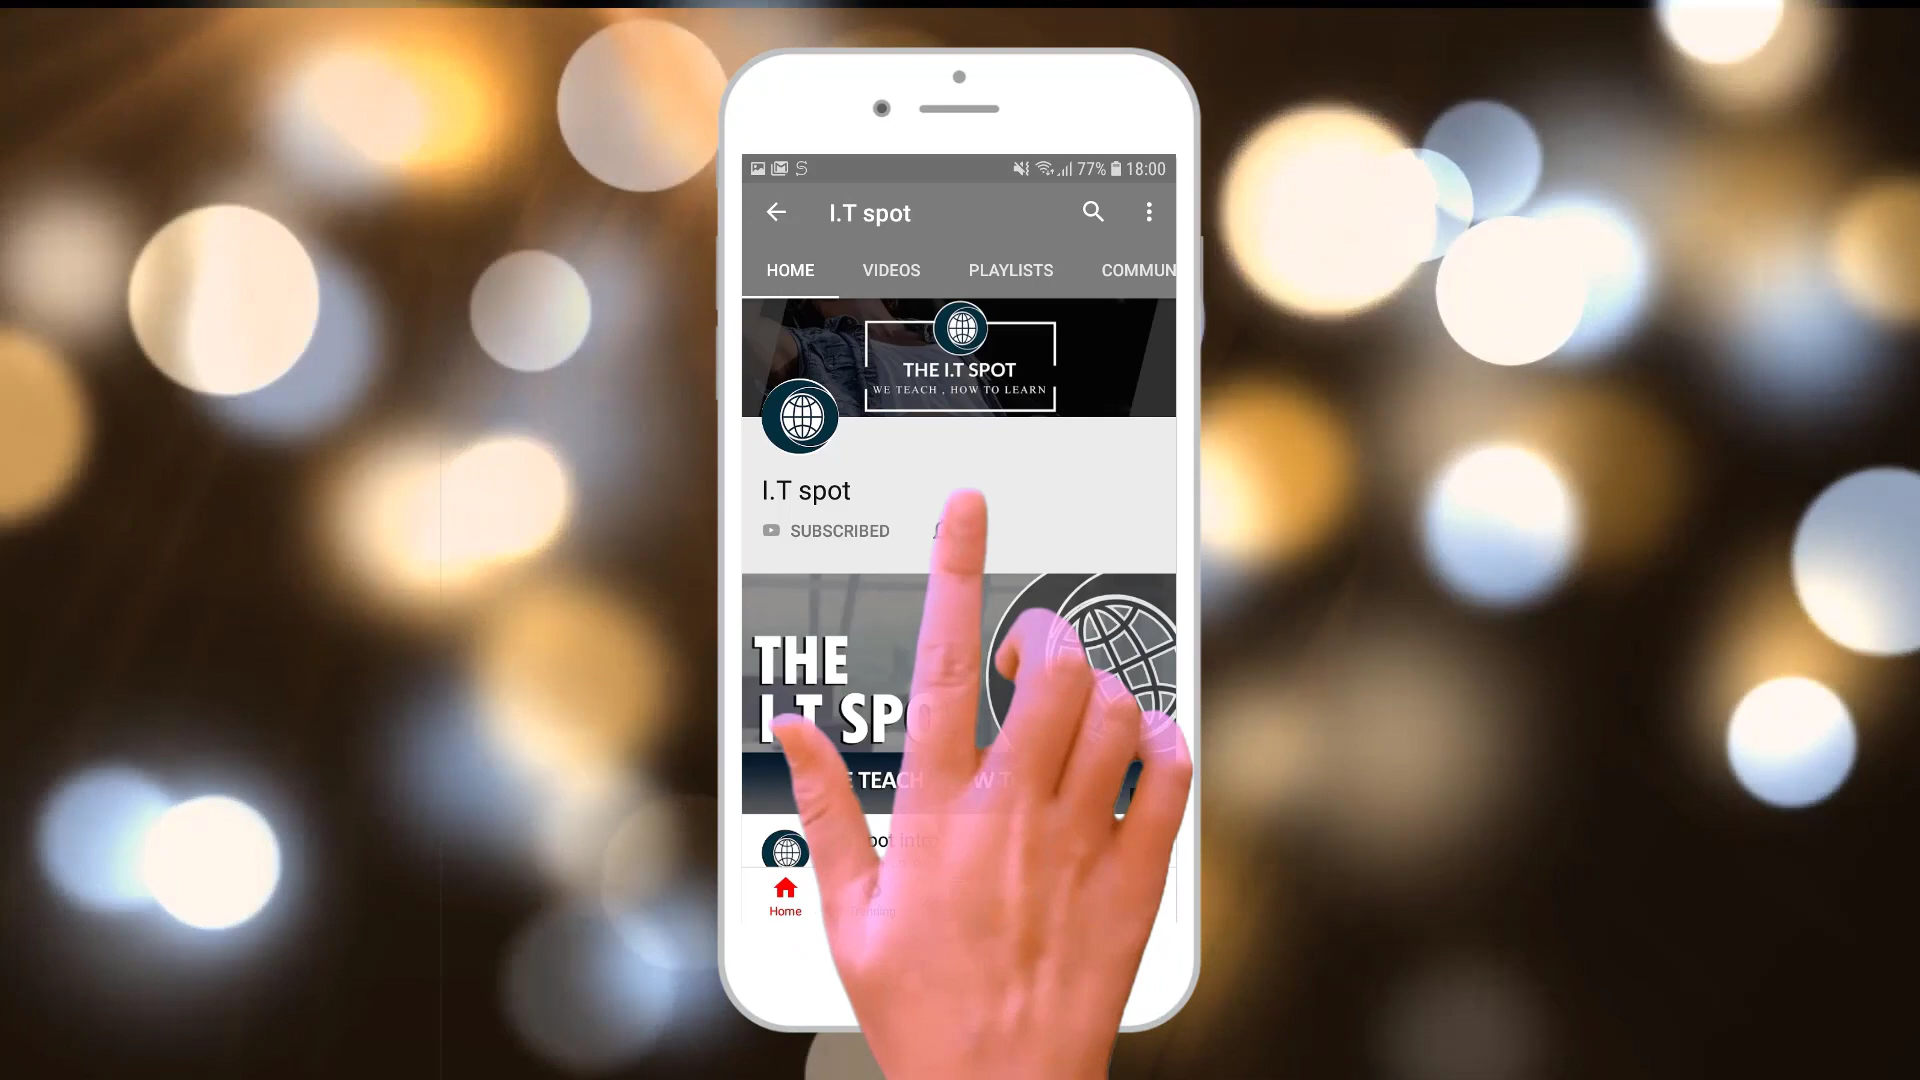 77% 18:00
I.T spot
HOME VIDEOS PLAYLISTS COMMUN
THE I.T SPOT
WE TEACH , HOW TO LEARN
I.T spot
SUBSCRIBED
THE
I.T SPO
TEACH
Home